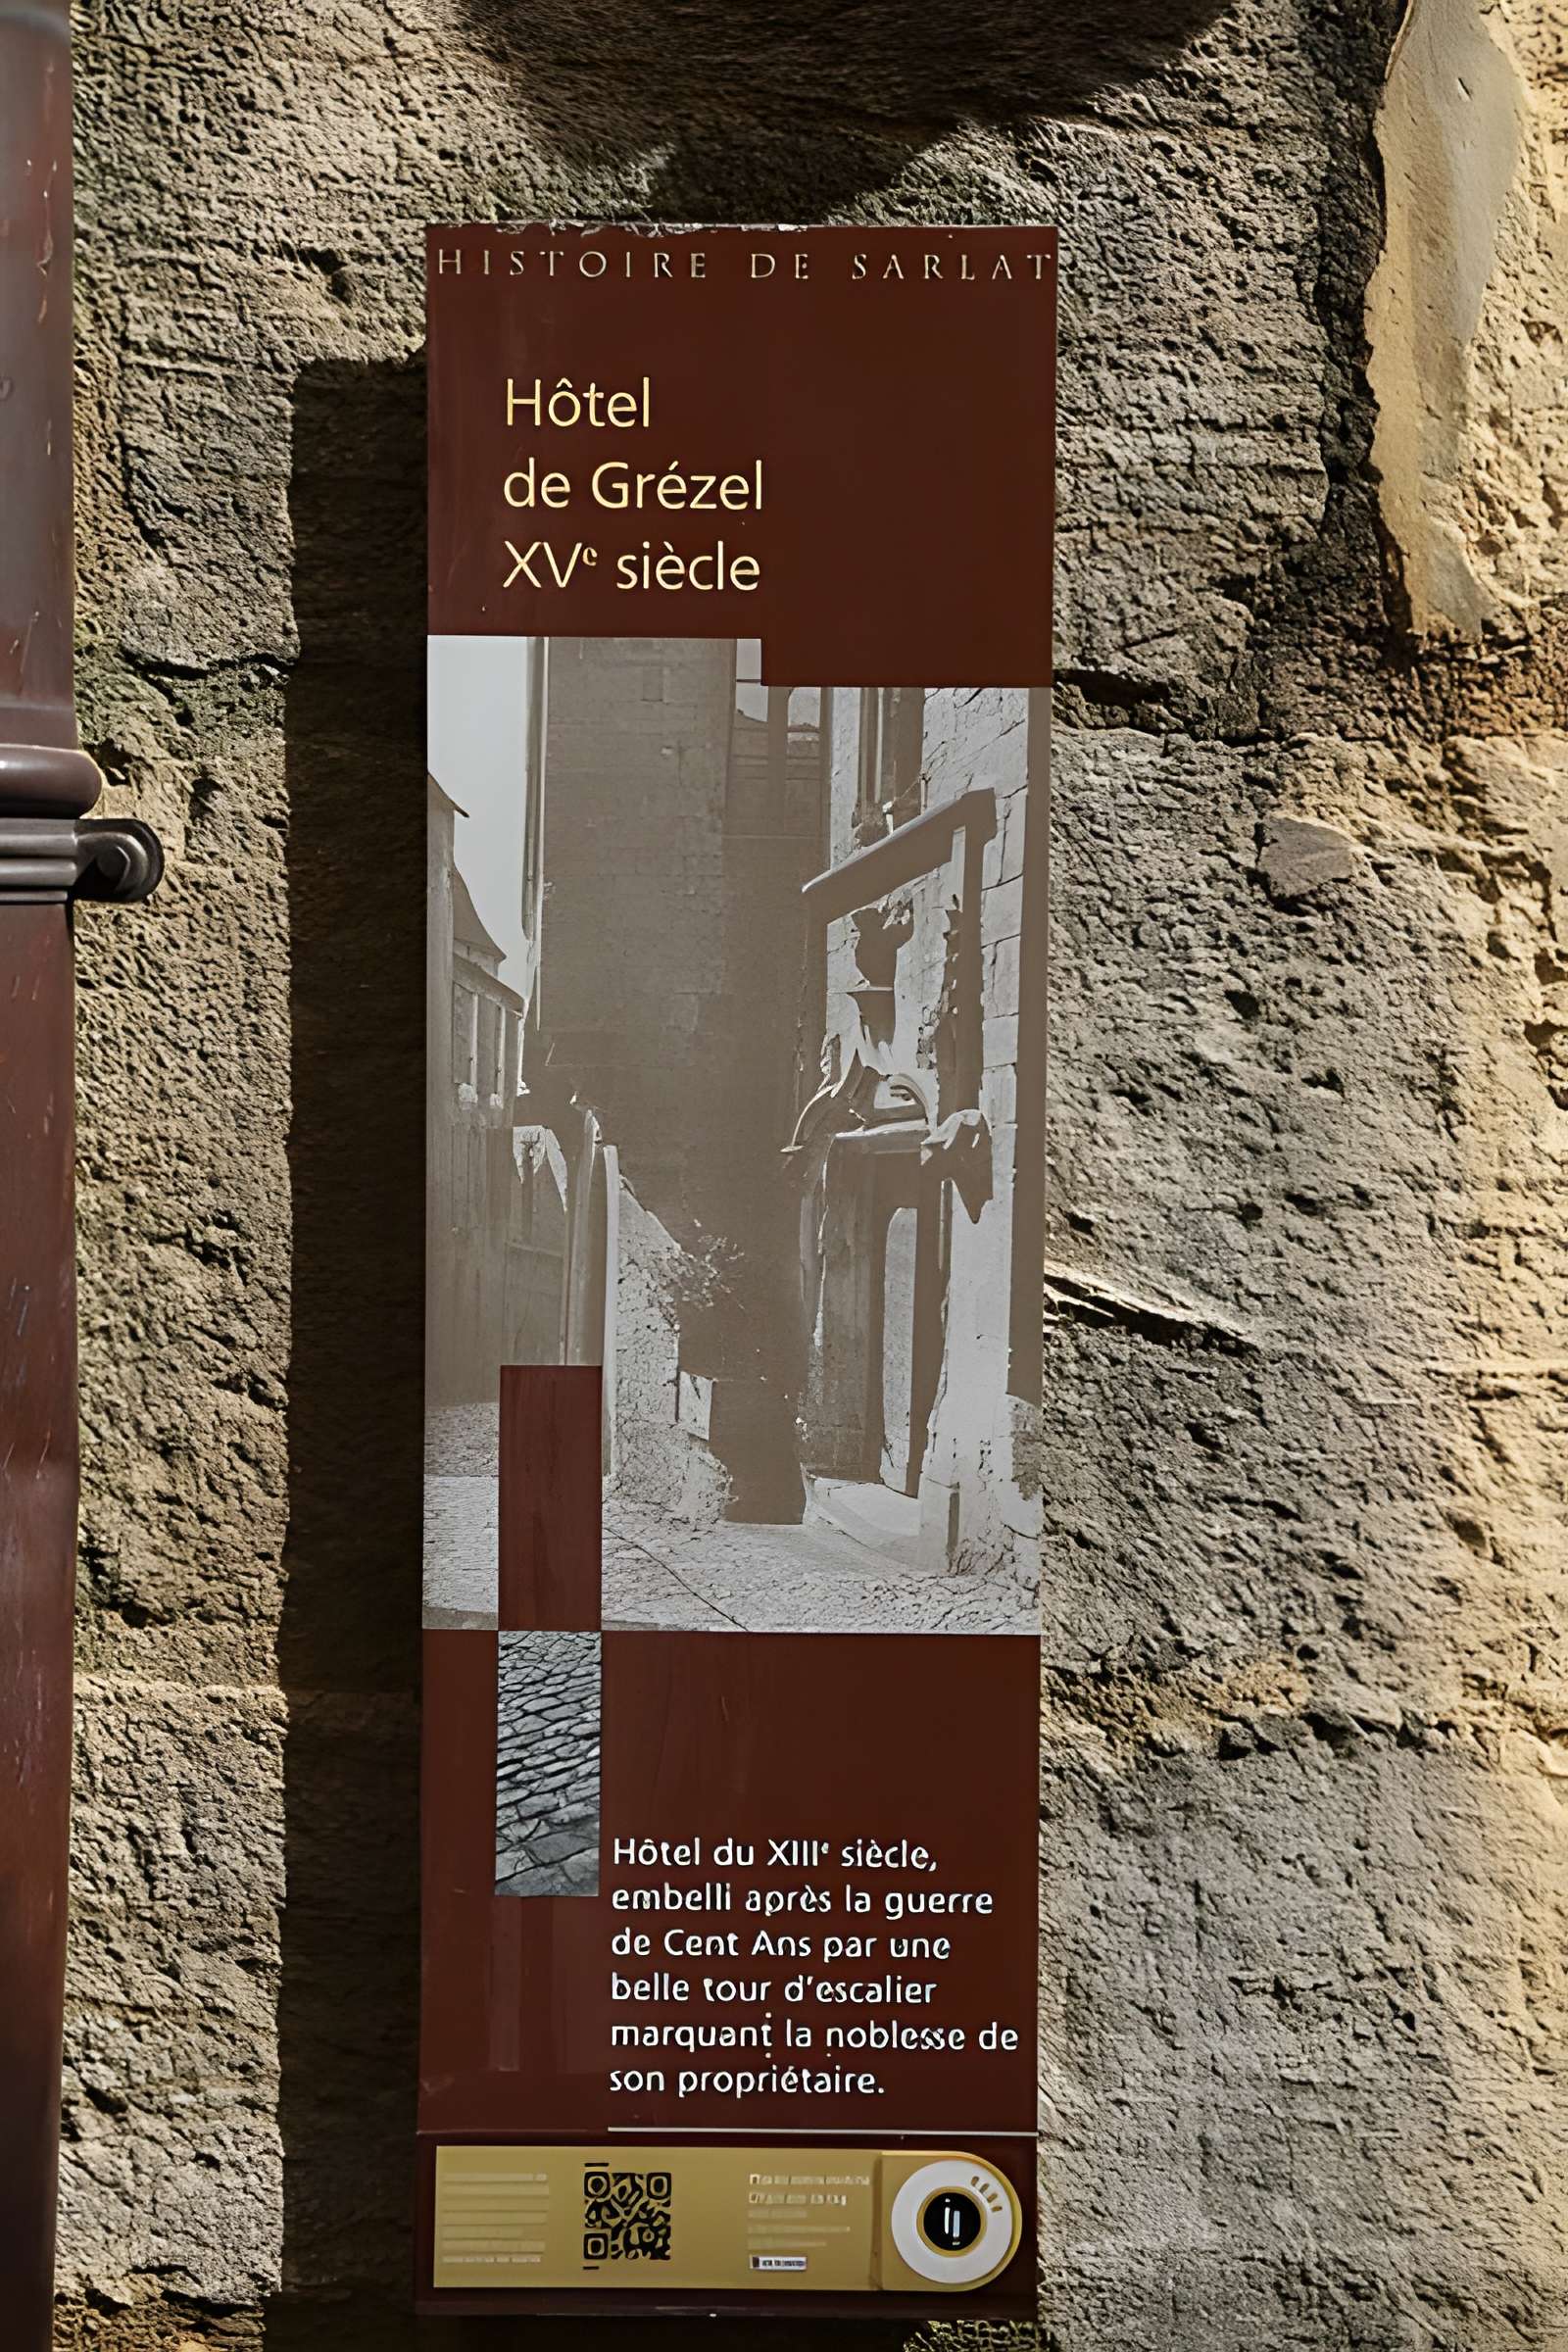 HISTOIRE DE SARLAT
Hôtel
de Grézel
XVe siècle
Hôtel du XIIIe siècle,
embelli après la guerre
de Cent Ans par une
belle tour d'escalier
marquant la noblesse de
son propriétaire.